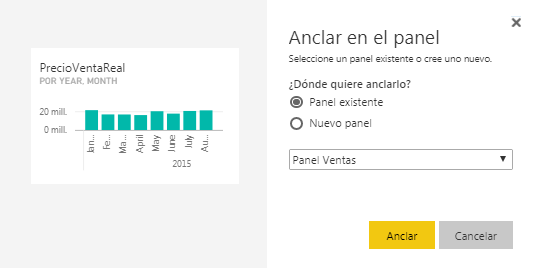 PrecioVentaReal
POR YEAR, MONTH
20 mill.
0 mill.
Jan...
Fe...
Ma...
April
May
June
July
Au...
2015
Anclar en el panel
Seleccione un panel existente o cree uno nuevo.
¿Dónde quiere anclarlo?
Panel existente
Nuevo panel
Panel Ventas
Anclar
Cancelar